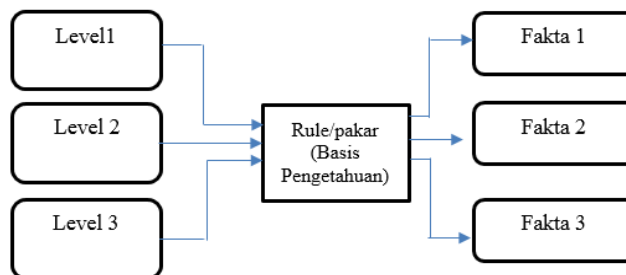 Level1
Level 2
Level 3
Rule/pakar
(Basis
Pengetahuan)
Fakta 1
Fakta 2
Fakta 3